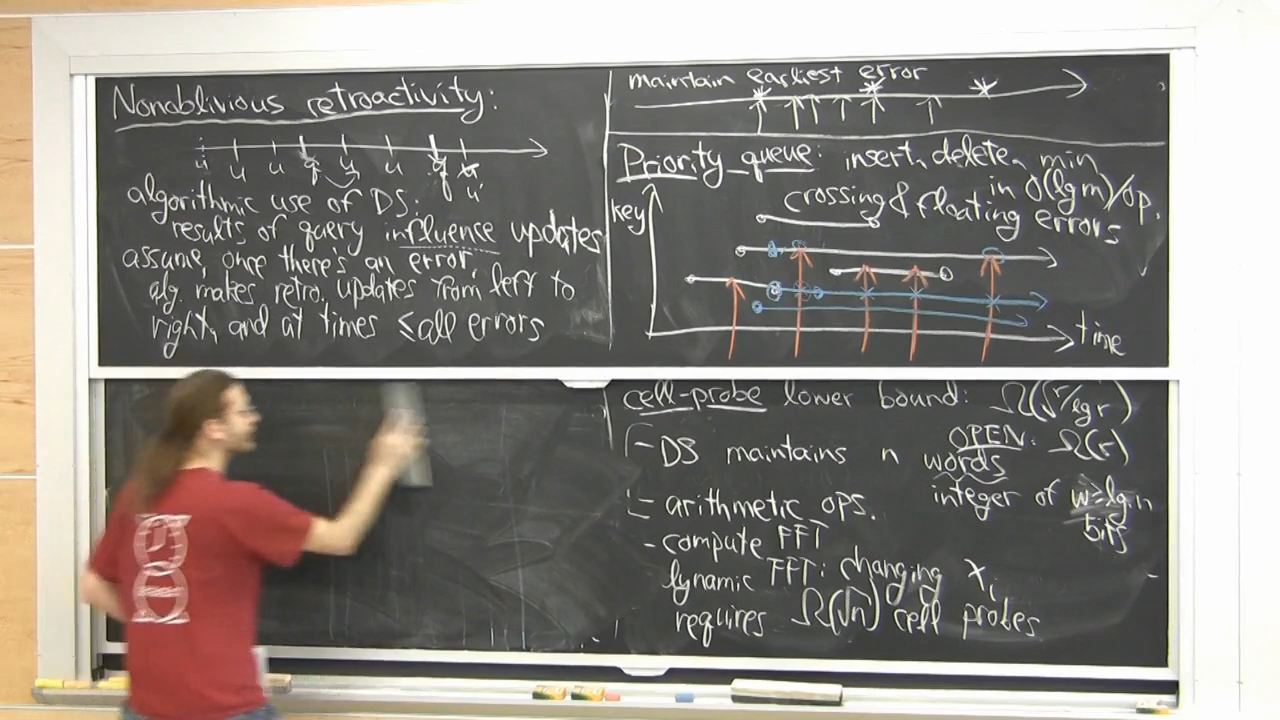 Nonoblivious retroactivity:
u u u q u u q u'
algorithmic use of DS:
results of query influence updates
assume, once there's an error,
alg. makes retro. updates from left to
right, and at times ≤ all errors
maintain earliest error
Priority queue: insert, delete, min
in O(lg m)/op.
crossing & floating errors
key
time
cell-probe lower bound: Ω(√r/lg r)
OPEN: Ω(r)
- DS maintains n words
integer of w≥lg n
bits
- arithmetic ops.
- compute FFT
dynamic FFT: changing x_i
requires Ω(√n) cell probes